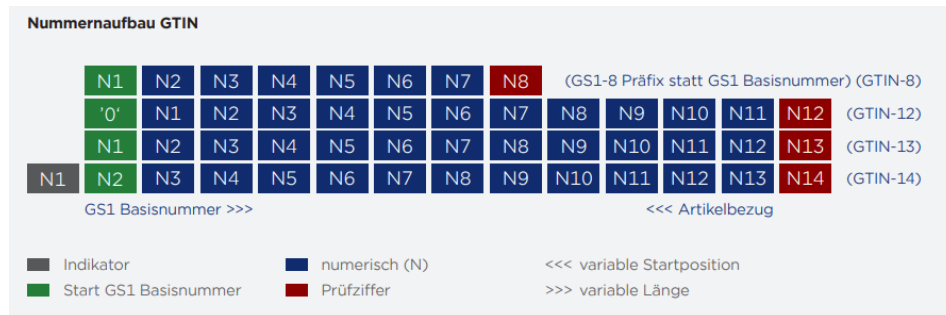 Nummernaufbau GTIN
N1 N2 N3 N4 N5 N6 N7 N8 (GS1-8 Präfix statt GS1 Basisnummer) (GTIN-8)
'0' N1 N2 N3 N4 N5 N6 N7 N8 N9 N10 N11 N12 (GTIN-12)
N1 N2 N3 N4 N5 N6 N7 N8 N9 N10 N11 N12 N13 (GTIN-13)
N1 N2 N3 N4 N5 N6 N7 N8 N9 N10 N11 N12 N13 N14 (GTIN-14)
GS1 Basisnummer >>> <<< Artikelbezug
Indikator numerisch (N) <<< variable Startposition
Start GS1 Basisnummer Prüfziffer >>> variable Länge